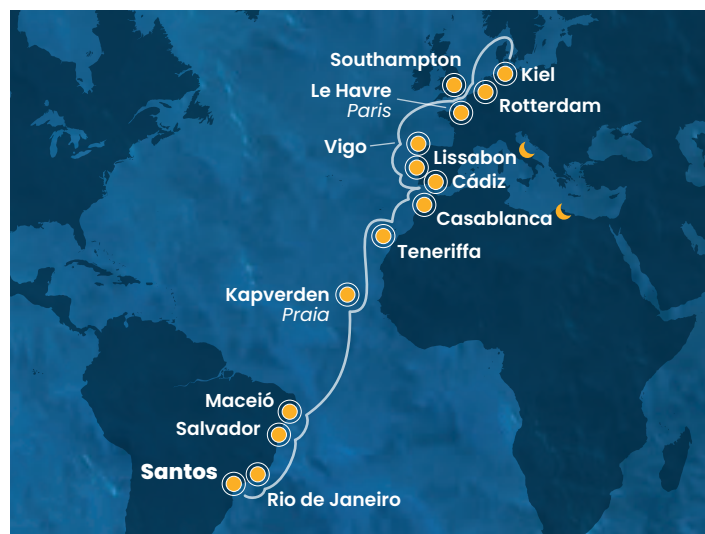 Southampton
Le Havre
Paris
Kiel
Rotterdam
Vigo
Lissabon
Cádiz
Casablanca
Teneriffa
Kapverden
Praia
Maceió
Salvador
Santos
Rio de Janeiro